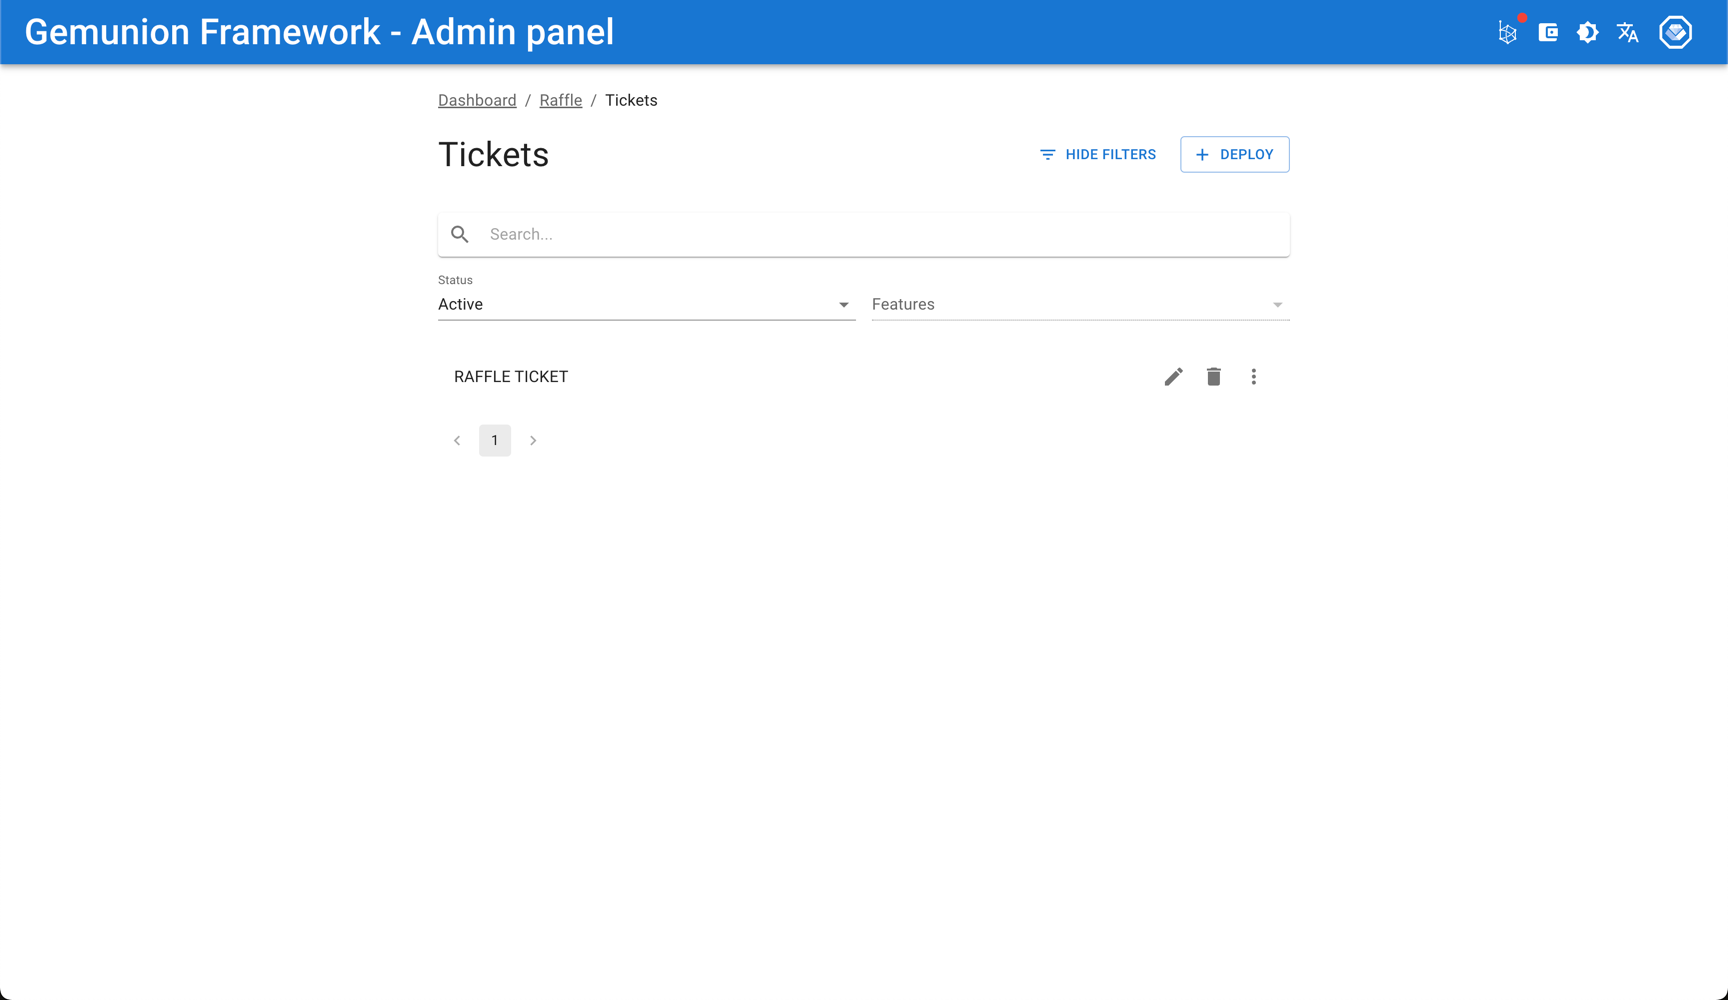 Gemunion Framework - Admin panel
Dashboard / Raffle / Tickets
Tickets
HIDE FILTERS
+ DEPLOY
Search...
Status
Active
Features
RAFFLE TICKET
1